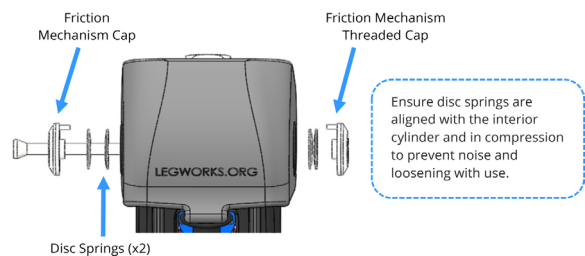 Friction
Mechanism Cap
Friction Mechanism
Threaded Cap
Ensure disc springs are
aligned with the interior
cylinder and in compression
to prevent noise and
loosening with use.
LEGWORKS.ORG
Disc Springs (x2)